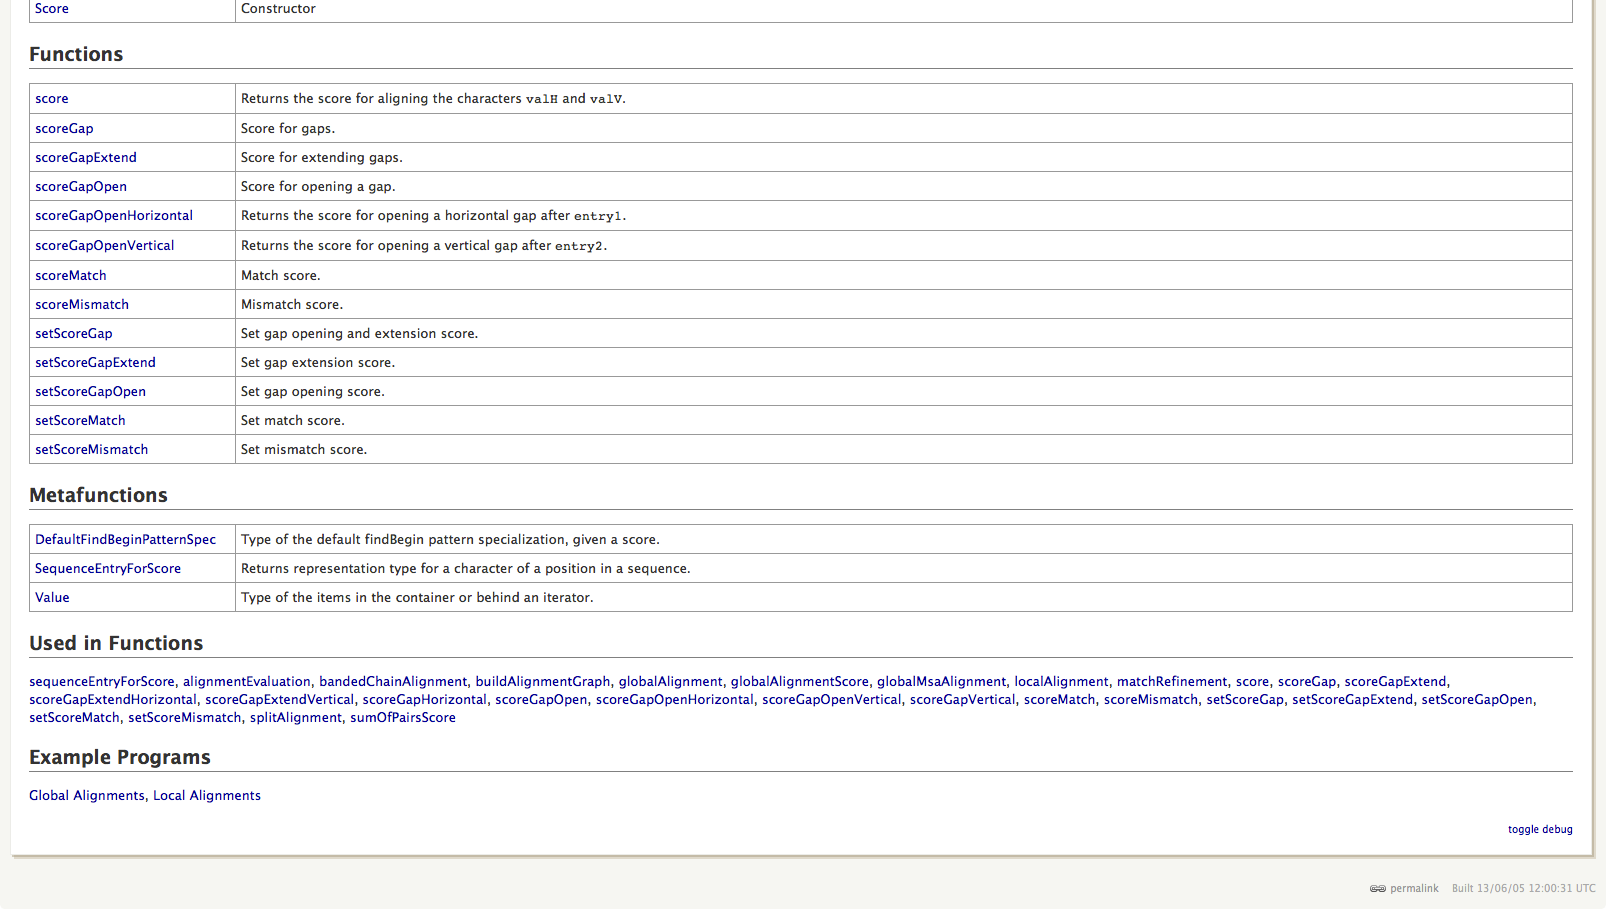 Score Constructor
Functions
score Returns the score for aligning the characters valH and valV.
scoreGap Score for gaps.
scoreGapExtend Score for extending gaps.
scoreGapOpen Score for opening a gap.
scoreGapOpenHorizontal Returns the score for opening a horizontal gap after entry1.
scoreGapOpenVertical Returns the score for opening a vertical gap after entry2.
scoreMatch Match score.
scoreMismatch Mismatch score.
setScoreGap Set gap opening and extension score.
setScoreGapExtend Set gap extension score.
setScoreGapOpen Set gap opening score.
setScoreMatch Set match score.
setScoreMismatch Set mismatch score.
Metafunctions
DefaultFindBeginPatternSpec Type of the default findBegin pattern specialization, given a score.
SequenceEntryForScore Returns representation type for a character of a position in a sequence.
Value Type of the items in the container or behind an iterator.
Used in Functions
sequenceEntryForScore, alignmentEvaluation, bandedChainAlignment, buildAlignmentGraph, globalAlignment, globalAlignmentScore, globalMsaAlignment, localAlignment, matchRefinement, score, scoreGap, scoreGapExtend,
scoreGapExtendHorizontal, scoreGapExtendVertical, scoreGapHorizontal, scoreGapOpen, scoreGapOpenHorizontal, scoreGapOpenVertical, scoreGapVertical, scoreMatch, scoreMismatch, setScoreGap, setScoreGapExtend, setScoreGapOpen,
setScoreMatch, setScoreMismatch, splitAlignment, sumOfPairsScore
Example Programs
Global Alignments, Local Alignments
toggle debug
permalink Built 13/06/05 12:00:31 UTC